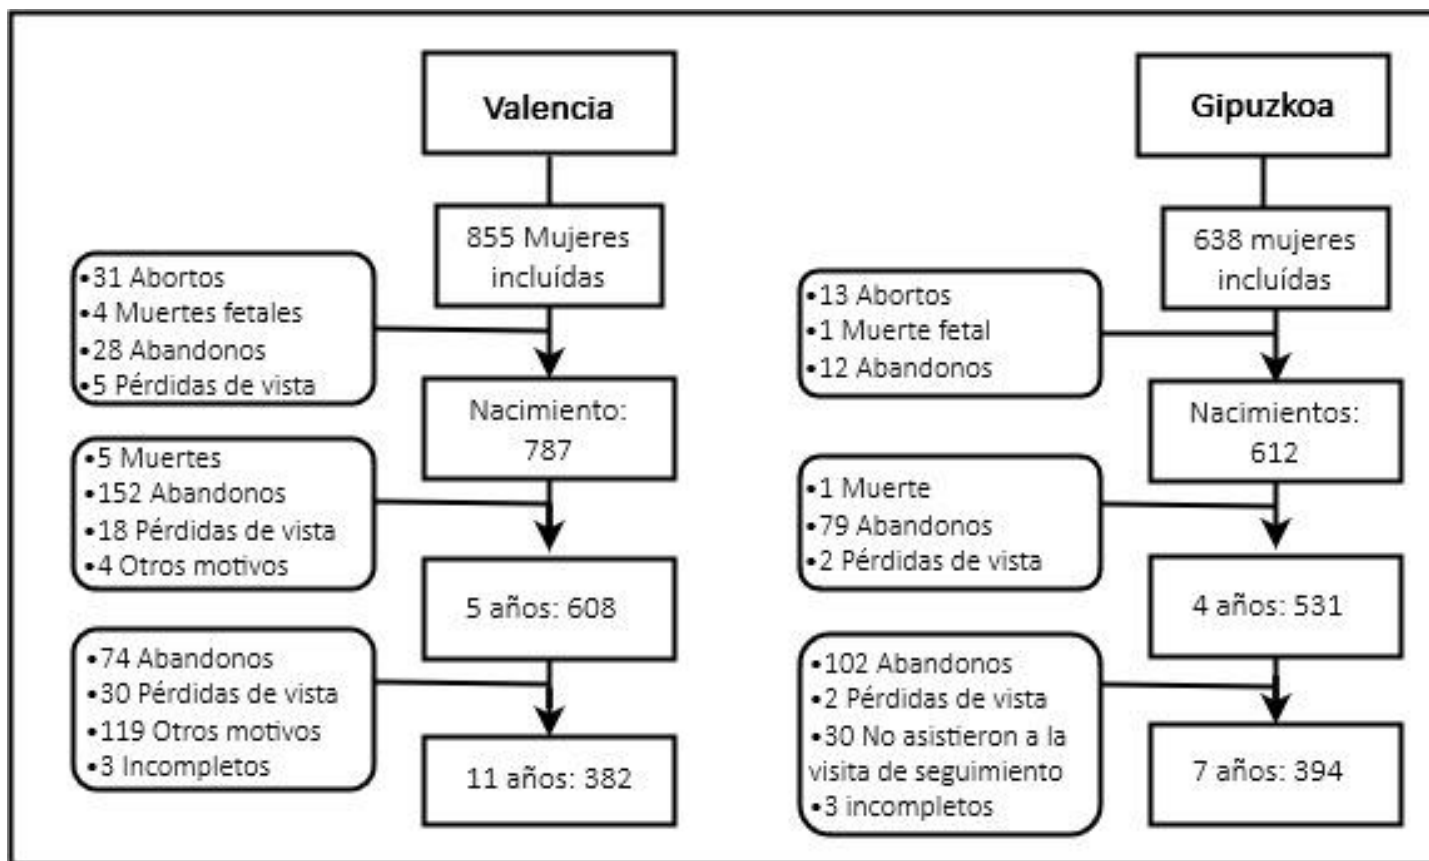 Valencia
855 Mujeres
incluídas
•31 Abortos
•4 Muertes fetales
•28 Abandonos
•5 Pérdidas de vista
Nacimiento:
787
•5 Muertes
•152 Abandonos
•18 Pérdidas de vista
•4 Otros motivos
5 años: 608
•74 Abandonos
•30 Pérdidas de vista
•119 Otros motivos
•3 Incompletos
11 años: 382
Gipuzkoa
638 mujeres
incluídas
•13 Abortos
•1 Muerte fetal
•12 Abandonos
Nacimientos:
612
•1 Muerte
•79 Abandonos
•2 Pérdidas de vista
4 años: 531
•102 Abandonos
•2 Pérdidas de vista
•30 No asistieron a la
visita de seguimiento
•3 incompletos
7 años: 394